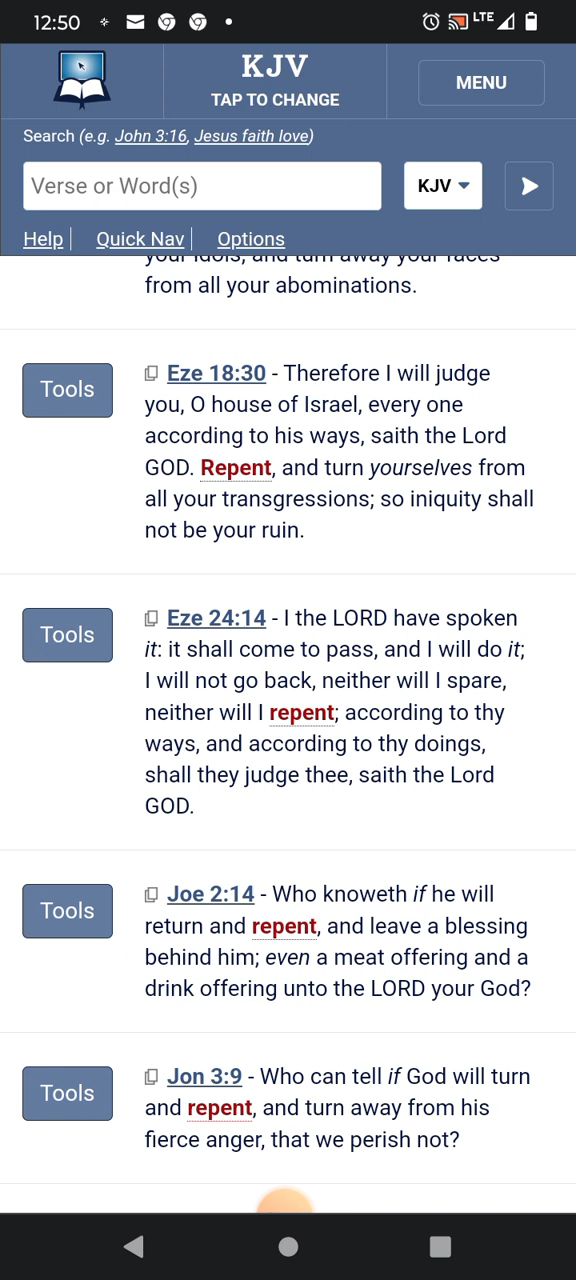 12:50
LTE
KJV
TAP TO CHANGE
MENU
Search (e.g. John 3:16, Jesus faith love)
Verse or Word(s)
KJV
Help
Quick Nav
Options
your idols; and turn away your faces
from all your abominations.
Tools
Eze 18:30 - Therefore I will judge
you, O house of Israel, every one
according to his ways, saith the Lord
GOD. Repent, and turn yourselves from
all your transgressions; so iniquity shall
not be your ruin.
Tools
Eze 24:14 - I the LORD have spoken
it: it shall come to pass, and I will do it;
I will not go back, neither will I spare,
neither will I repent; according to thy
ways, and according to thy doings,
shall they judge thee, saith the Lord
GOD.
Tools
Joe 2:14 - Who knoweth if he will
return and repent, and leave a blessing
behind him; even a meat offering and a
drink offering unto the LORD your God?
Tools
Jon 3:9 - Who can tell if God will turn
and repent, and turn away from his
fierce anger, that we perish not?